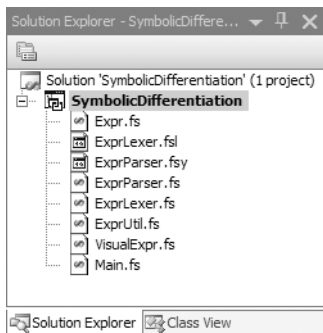 Solution Explorer - SymbolicDiffere...
Solution 'SymbolicDifferentiation' (1 project)
SymbolicDifferentiation
Expr.fs
ExprLexer.fsl
ExprParser.fsy
ExprParser.fs
ExprLexer.fs
ExprUtil.fs
VisualExpr.fs
Main.fs
Solution Explorer Class View